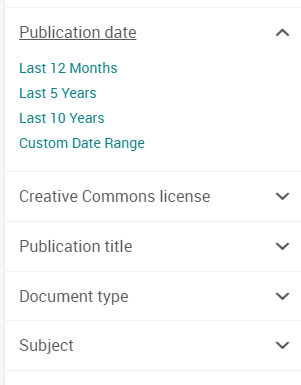 Publication date
Last 12 Months
Last 5 Years
Last 10 Years
Custom Date Range
Creative Commons license
Publication title
Document type
Subject